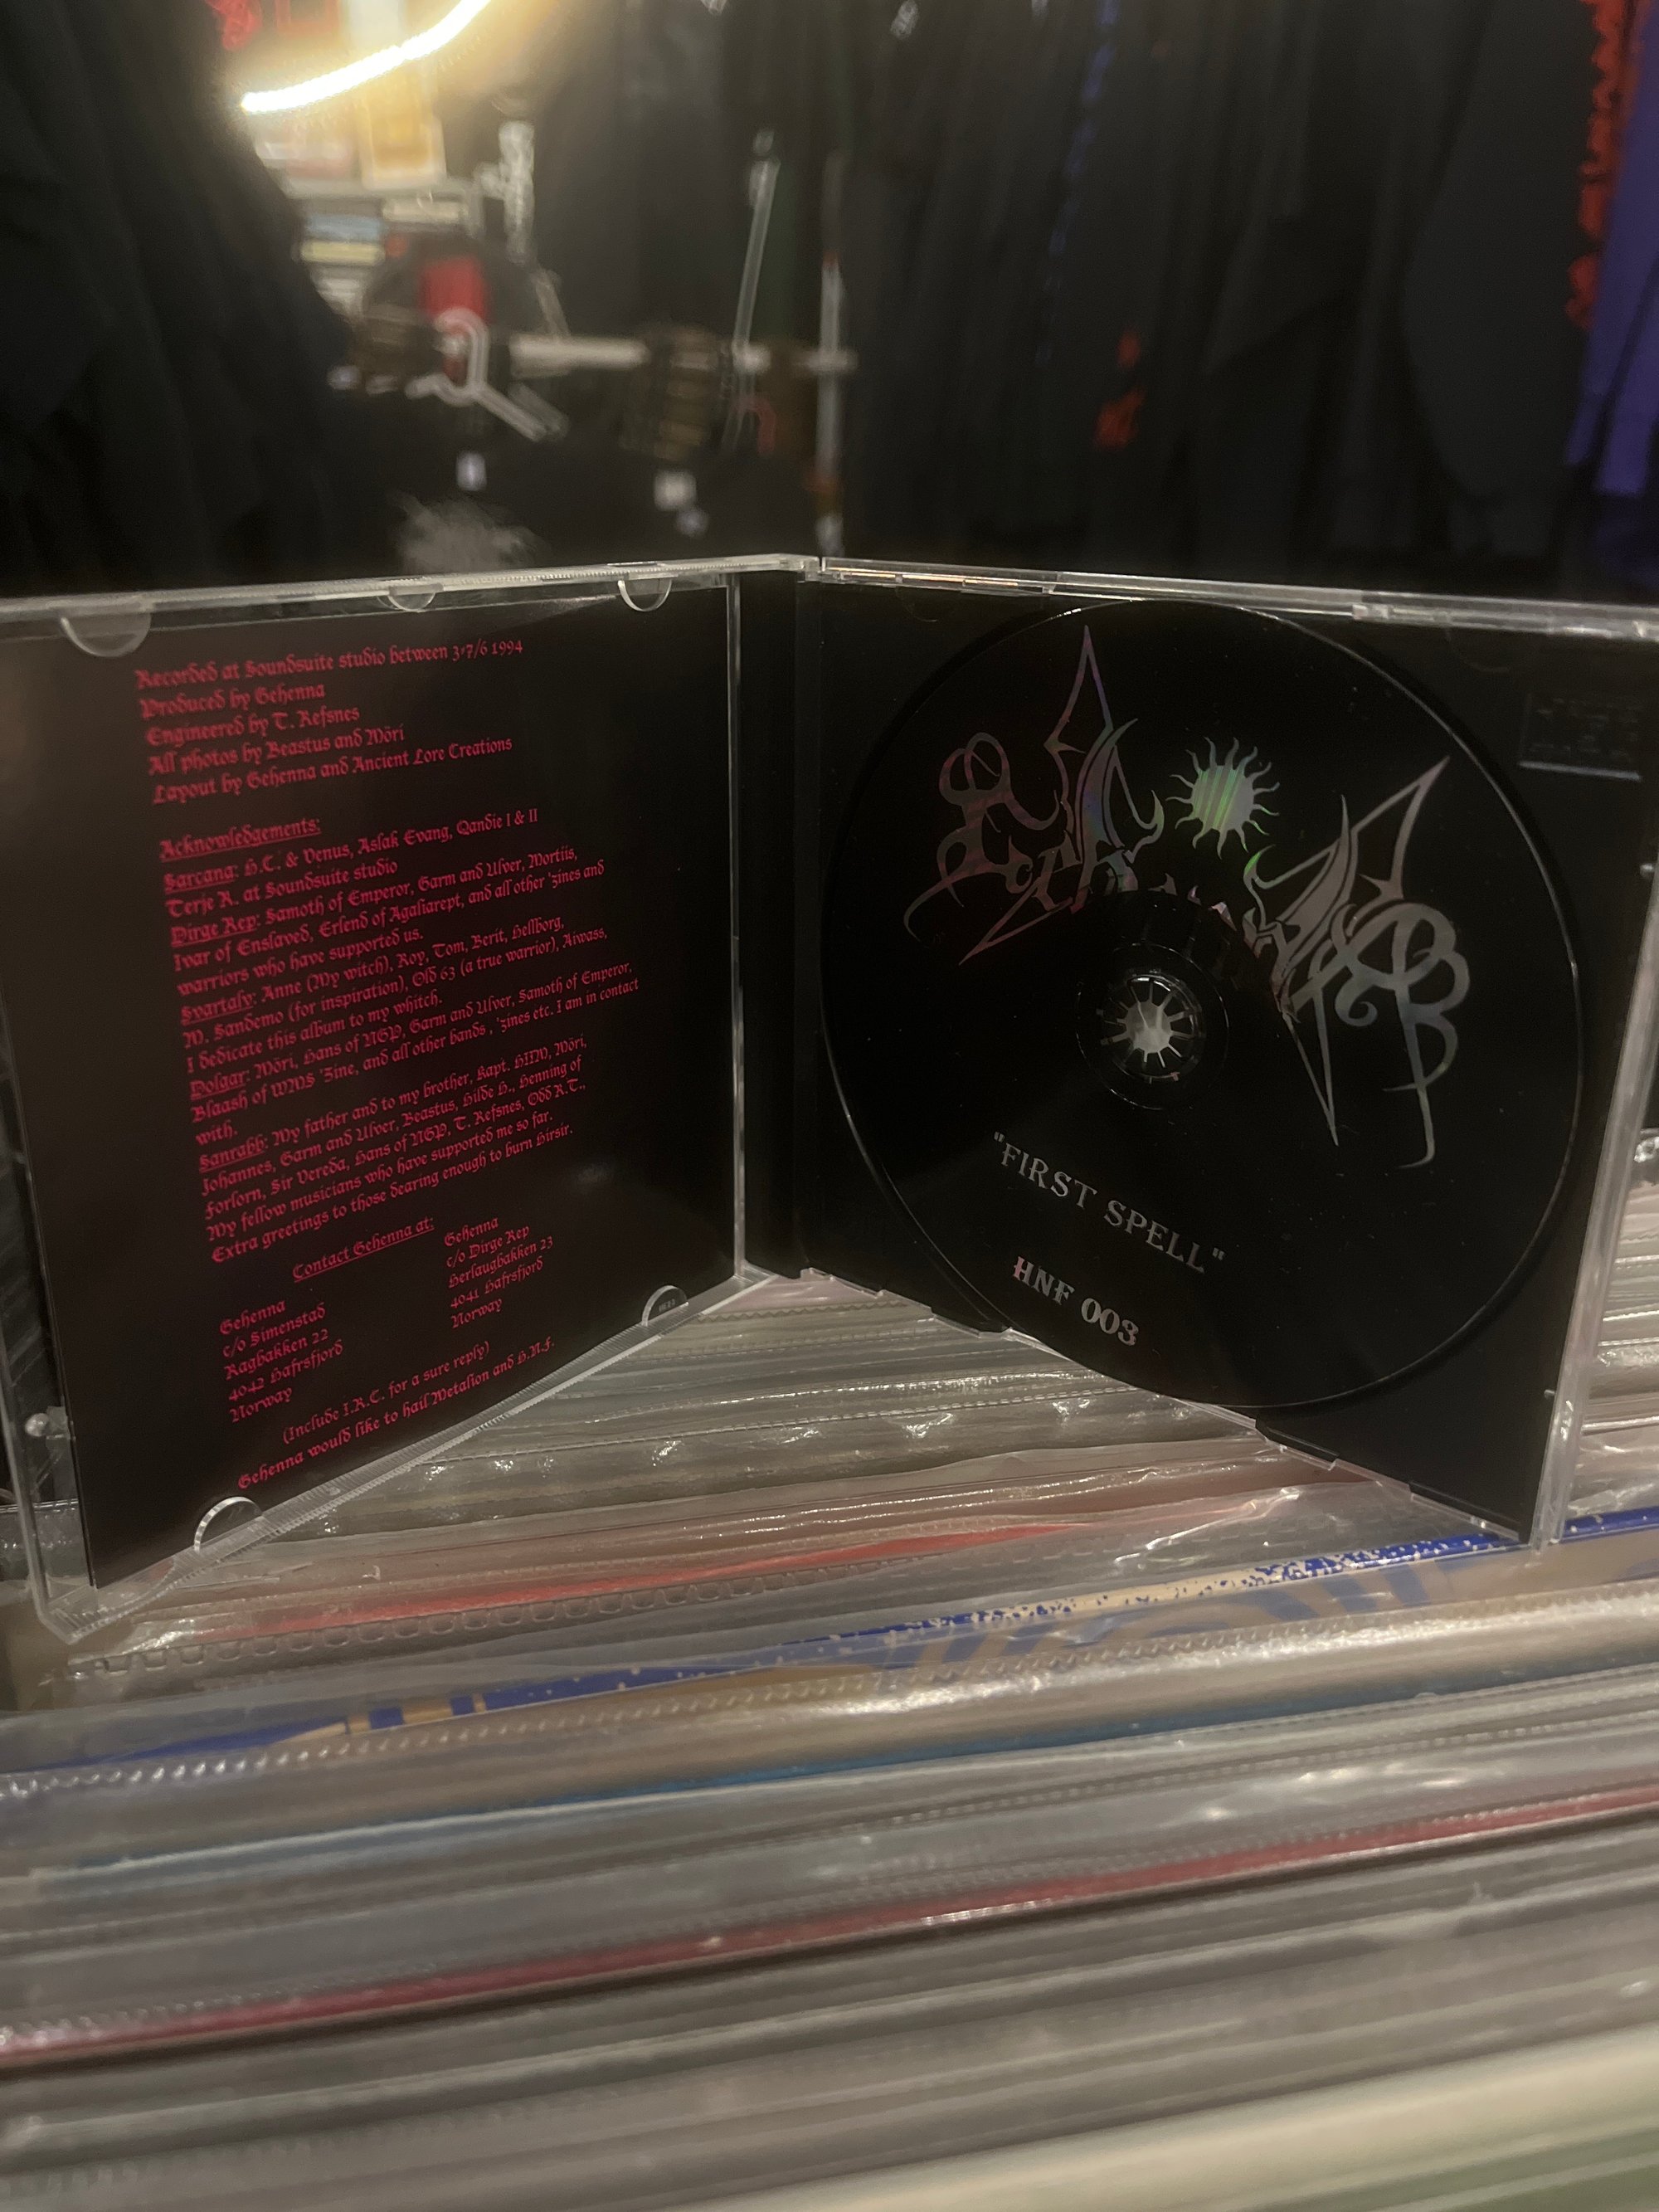 Recorded at Soundsuite studio between 3-7/6 1994
Produced by Gehenna
Engineered by T. Refsnes
All photos by Beastus and Möri
Layout by Gehenna and Ancient Lore Creations
Acknowledgements:
Sarcana: H.C. & Venus, Aslak Evang, Qandie I & II
Terje R. at Soundsuite studio
Dirge Rep: Samoth of Emperor, Garm and Ulver, Mortiis,
Ivar of Enslaved, Erlend of Agaliarept, and all other 'zines and
warriors who have supported us.
Svartalv: Anne (My witch), Roy, Tom, Berit, Hellborg,
M. Sandemo (for inspiration), Old 63 (a true warrior), Aiwass,
I dedicate this album to my whitch.
Dolgar: Möri, Hans of NGP, Garm and Ulver, Samoth of Emperor,
Blaash of WWS 'Zine, and all other bands , 'zines etc. I am in contact
with.
Sanrabb: My father and to my brother, Kapt. HIIM, Möri,
Johannes, Garm and Ulver, Beastus, Hilde H., Henning of
Forlorn, Sir Vereda, Hans of NGP, T. Refsnes, Odd R.T.,
My fellow musicians who have supported me so far.
Extra greetings to those dearing enough to burn Hirsir.
Contact Gehenna at:
Gehenna
c/o Simenstad
Ragbakken 22
4042 Hafrsfjord
Norway
Gehenna
c/o Dirge Rep
Herlaugbakken 23
4041 Hafrsfjord
Norway
(Include I.R.C. for a sure reply)
Gehenna would like to hail Metalion and H.N.F.
Gehenna
"FIRST SPELL"
HNF 003